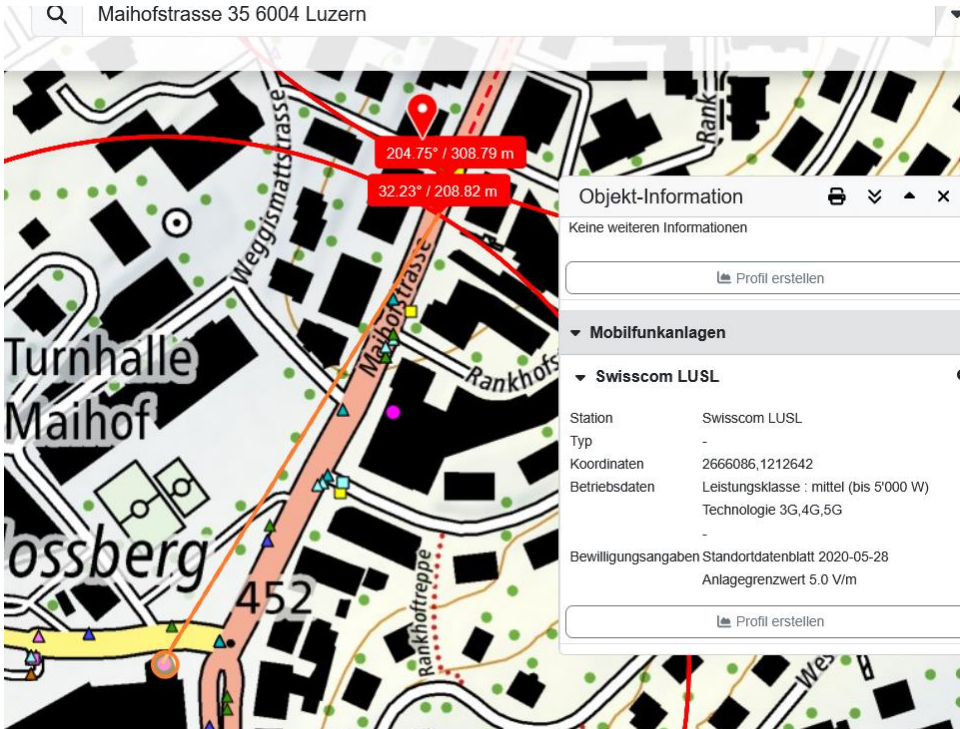 Maihofstrasse 35 6004 Luzern
Weggismattstrasse
Rank
204.75° / 308.79 m
32.23° / 208.82 m
Maihofstrasse
Rankhofs
Turnhalle
Maihof
ossberg
452
Rankhoftreppe
Wes
Objekt-Information
Keine weiteren Informationen
Profil erstellen
Mobilfunkanlagen
Swisscom LUSL
Station Swisscom LUSL
Typ -
Koordinaten 2666086,1212642
Betriebsdaten Leistungsklasse : mittel (bis 5'000 W)
Technologie 3G,4G,5G
-
Bewilligungsangaben Standortdatenblatt 2020-05-28
Anlagegrenzwert 5.0 V/m
Profil erstellen